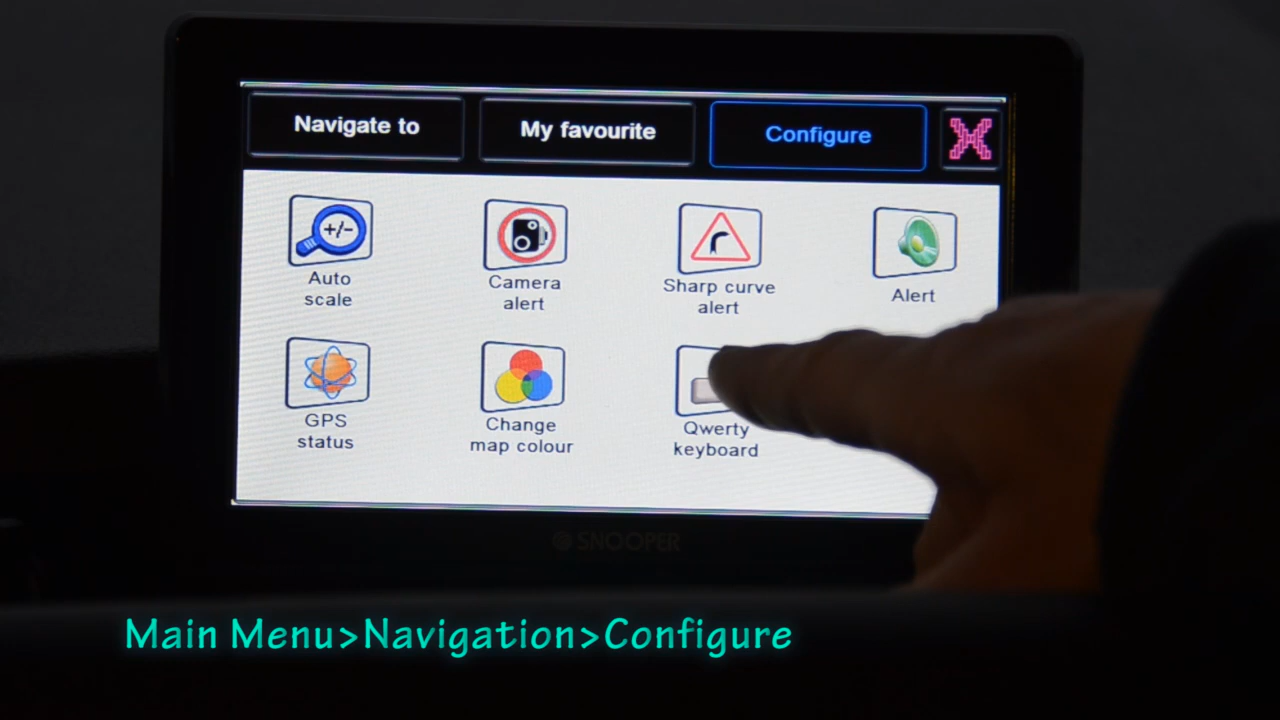 Navigate to
My favourite
Configure
+/-
Auto
scale
Camera
alert
Sharp curve
alert
Alert
GPS
status
Change
map colour
Qwerty
keyboard
SNOOPER
Main Menu>Navigation>Configure